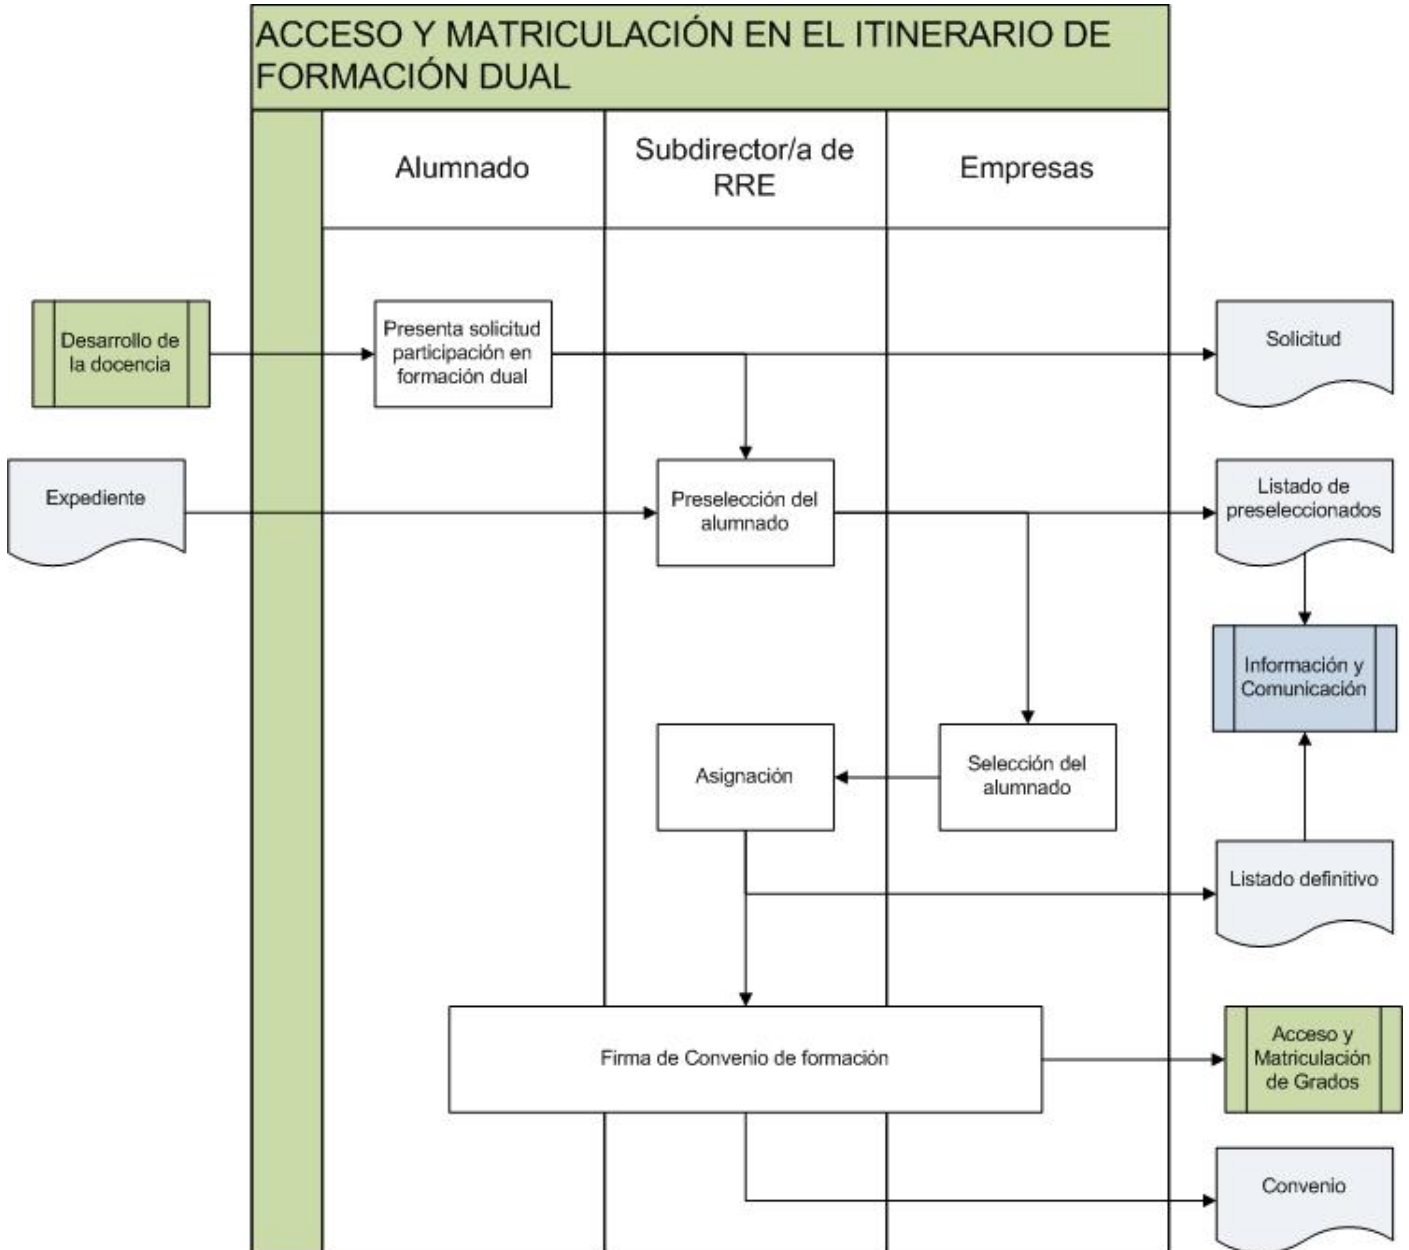 ACCESO Y MATRICULACIÓN EN EL ITINERARIO DE
FORMACIÓN DUAL
Alumnado
Subdirector/a de
RRE
Empresas
Desarrollo de
la docencia
Presenta solicitud
participación en
formación dual
Solicitud
Expediente
Preselección del
alumnado
Listado de
preseleccionados
Información y
Comunicación
Asignación
Selección del
alumnado
Listado definitivo
Firma de Convenio de formación
Acceso y
Matriculación
de Grados
Convenio